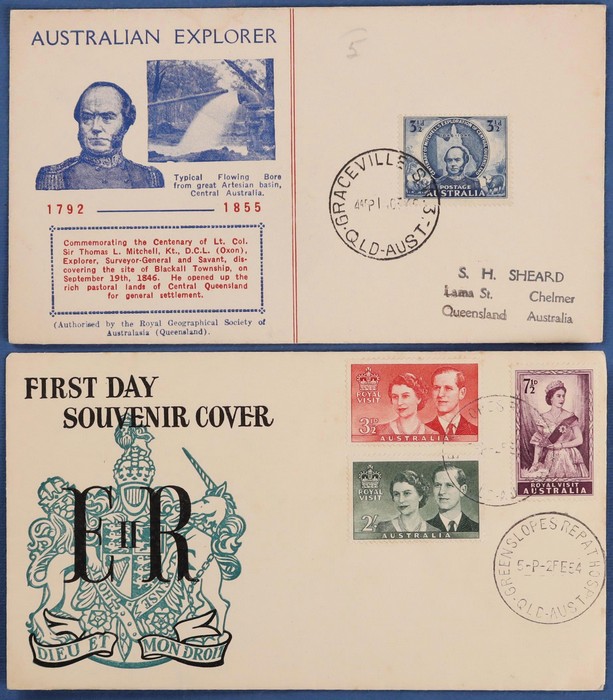 AUSTRALIAN EXPLORER
Typical Flowing Bore
from great Artesian basin,
Central Australia.
1792 1855
Commemorating the Centenary of Lt. Col.
Sir Thomas L. Mitchell, Kt., D.C.L. (Oxon),
Explorer, Surveyor-General and Savant, dis-
covering the site of Blackall Township, on
September 19th, 1846. He opened up the
rich pastoral lands of Central Queensland
for general settlement.
(Authorised by the Royal Geographical Society of
Australasia (Queensland).
5
3½D 3½D
POSTAGE
AUSTRALIA
GRACEVILLE
QLD-AUST.
S. H. SHEARD
Lama St. Chelmer
Queensland Australia
FIRST DAY
SOUVENIR COVER
E II R
DIEU ET MON DROIT
ROYAL
VISIT
3½D
AUSTRALIA
ROYAL
VISIT
2/-
AUSTRALIA
7½D
ROYAL VISIT
AUSTRALIA
GREENSLOPES REPAT HOSP
5-P-2FE54
QLD-AUST